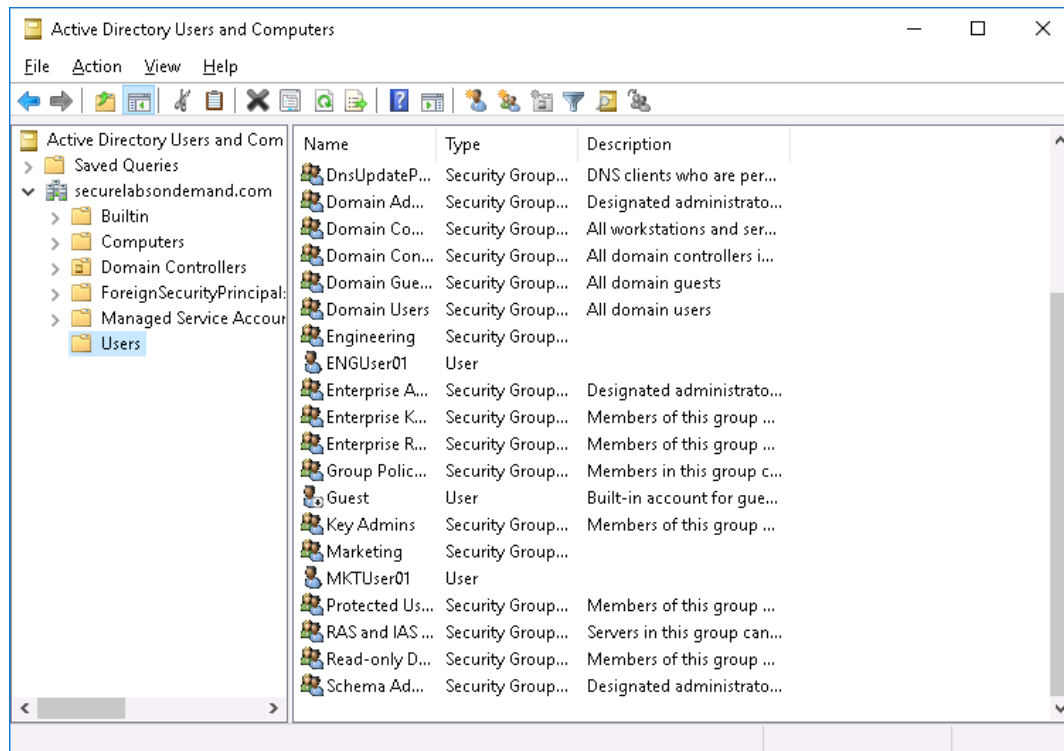 Active Directory Users and Computers
File Action View Help
Active Directory Users and Com
Saved Queries
securelabsondemand.com
Builtin
Computers
Domain Controllers
ForeignSecurityPrincipal:
Managed Service Accour
Users
Name Type Description
DnsUpdateP... Security Group... DNS clients who are per...
Domain Ad... Security Group... Designated administrato...
Domain Co... Security Group... All workstations and ser...
Domain Con... Security Group... All domain controllers i...
Domain Gue... Security Group... All domain guests
Domain Users Security Group... All domain users
Engineering Security Group...
ENGUser01 User
Enterprise A... Security Group... Designated administrato...
Enterprise K... Security Group... Members of this group ...
Enterprise R... Security Group... Members of this group ...
Group Polic... Security Group... Members in this group c...
Guest User Built-in account for gue...
Key Admins Security Group... Members of this group ...
Marketing Security Group...
MKTUser01 User
Protected Us... Security Group... Members of this group ...
RAS and IAS ... Security Group... Servers in this group can...
Read-only D... Security Group... Members of this group ...
Schema Ad... Security Group... Designated administrato...